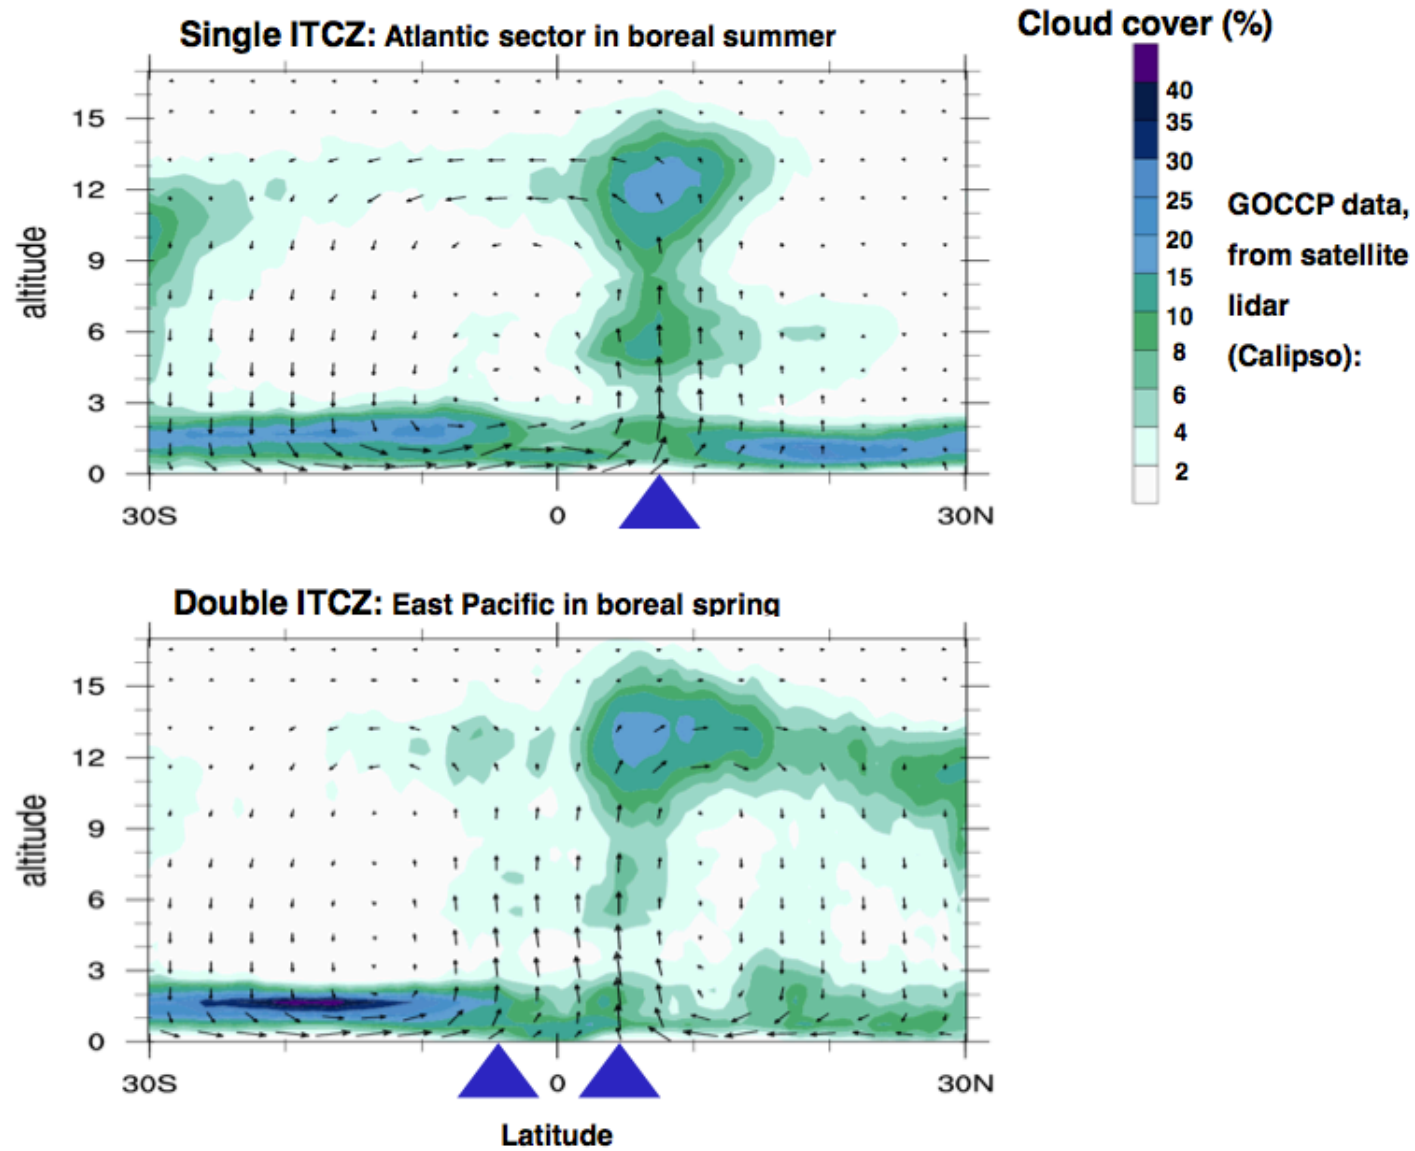 Single ITCZ: Atlantic sector in boreal summer
Cloud cover (%)
altitude
15
12
9
6
3
0
30S
0
30N
40
35
30
25
20
15
10
8
6
4
2
GOCCP data,
from satellite
lidar
(Calipso):
Double ITCZ: East Pacific in boreal spring
altitude
15
12
9
6
3
0
30S
0
30N
Latitude